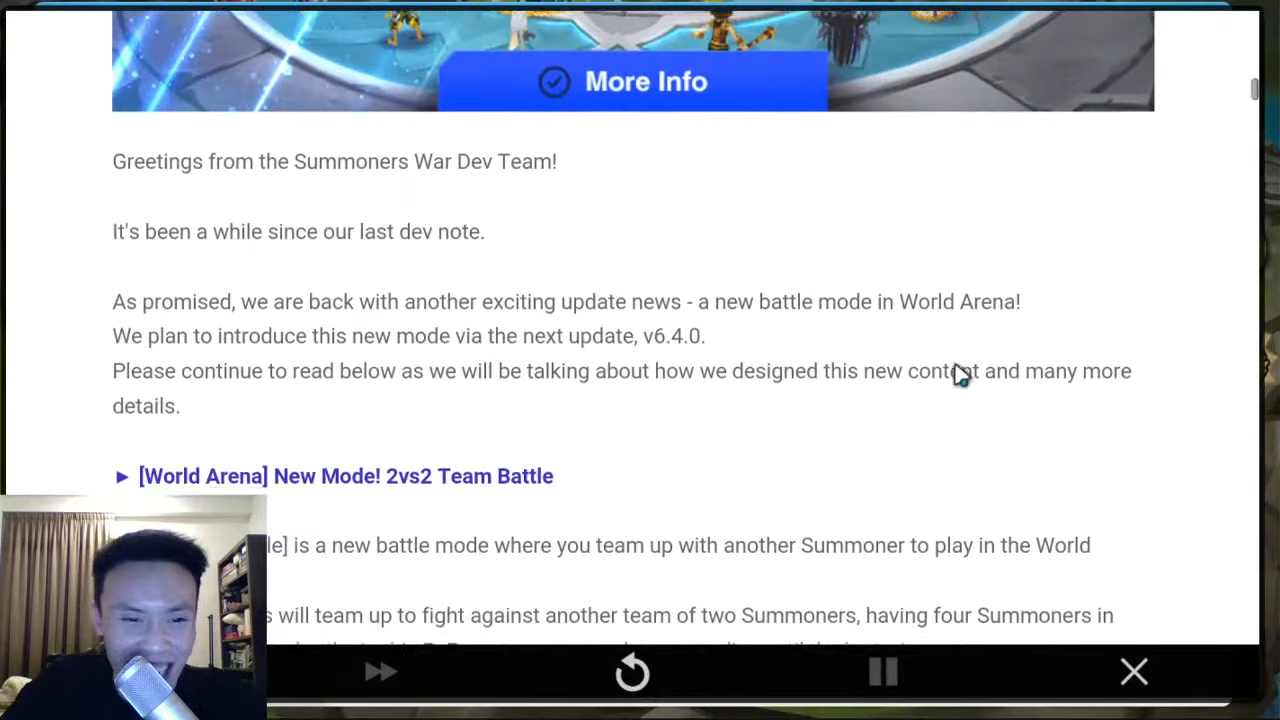 More Info
Greetings from the Summoners War Dev Team!
It's been a while since our last dev note.
As promised, we are back with another exciting update news - a new battle mode in World Arena!
We plan to introduce this new mode via the next update, v6.4.0.
Please continue to read below as we will be talking about how we designed this new content and many more
details.
► [World Arena] New Mode! 2vs2 Team Battle
is a new battle mode where you team up with another Summoner to play in the World
will team up to fight against another team of two Summoners, having four Summoners in